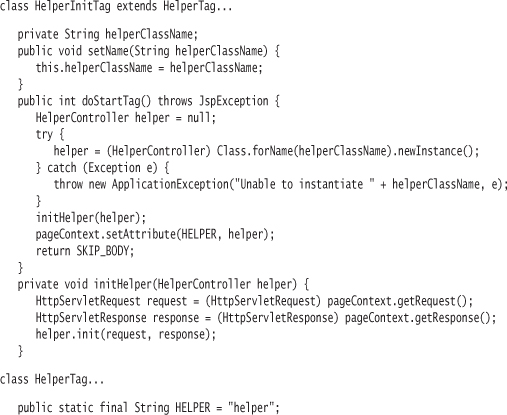 class HelperInitTag extends HelperTag...
private String helperClassName;
public void setName(String helperClassName) {
this.helperClassName = helperClassName;
}
public int doStartTag() throws JspException {
HelperController helper = null;
try {
helper = (HelperController) Class.forName(helperClassName).newInstance();
} catch (Exception e) {
throw new ApplicationException("Unable to instantiate " + helperClassName, e);
}
initHelper(helper);
pageContext.setAttribute(HELPER, helper);
return SKIP_BODY;
}
private void initHelper(HelperController helper) {
HttpServletRequest request = (HttpServletRequest) pageContext.getRequest();
HttpServletResponse response = (HttpServletResponse) pageContext.getResponse();
helper.init(request, response);
}
class HelperTag...
public static final String HELPER = "helper";